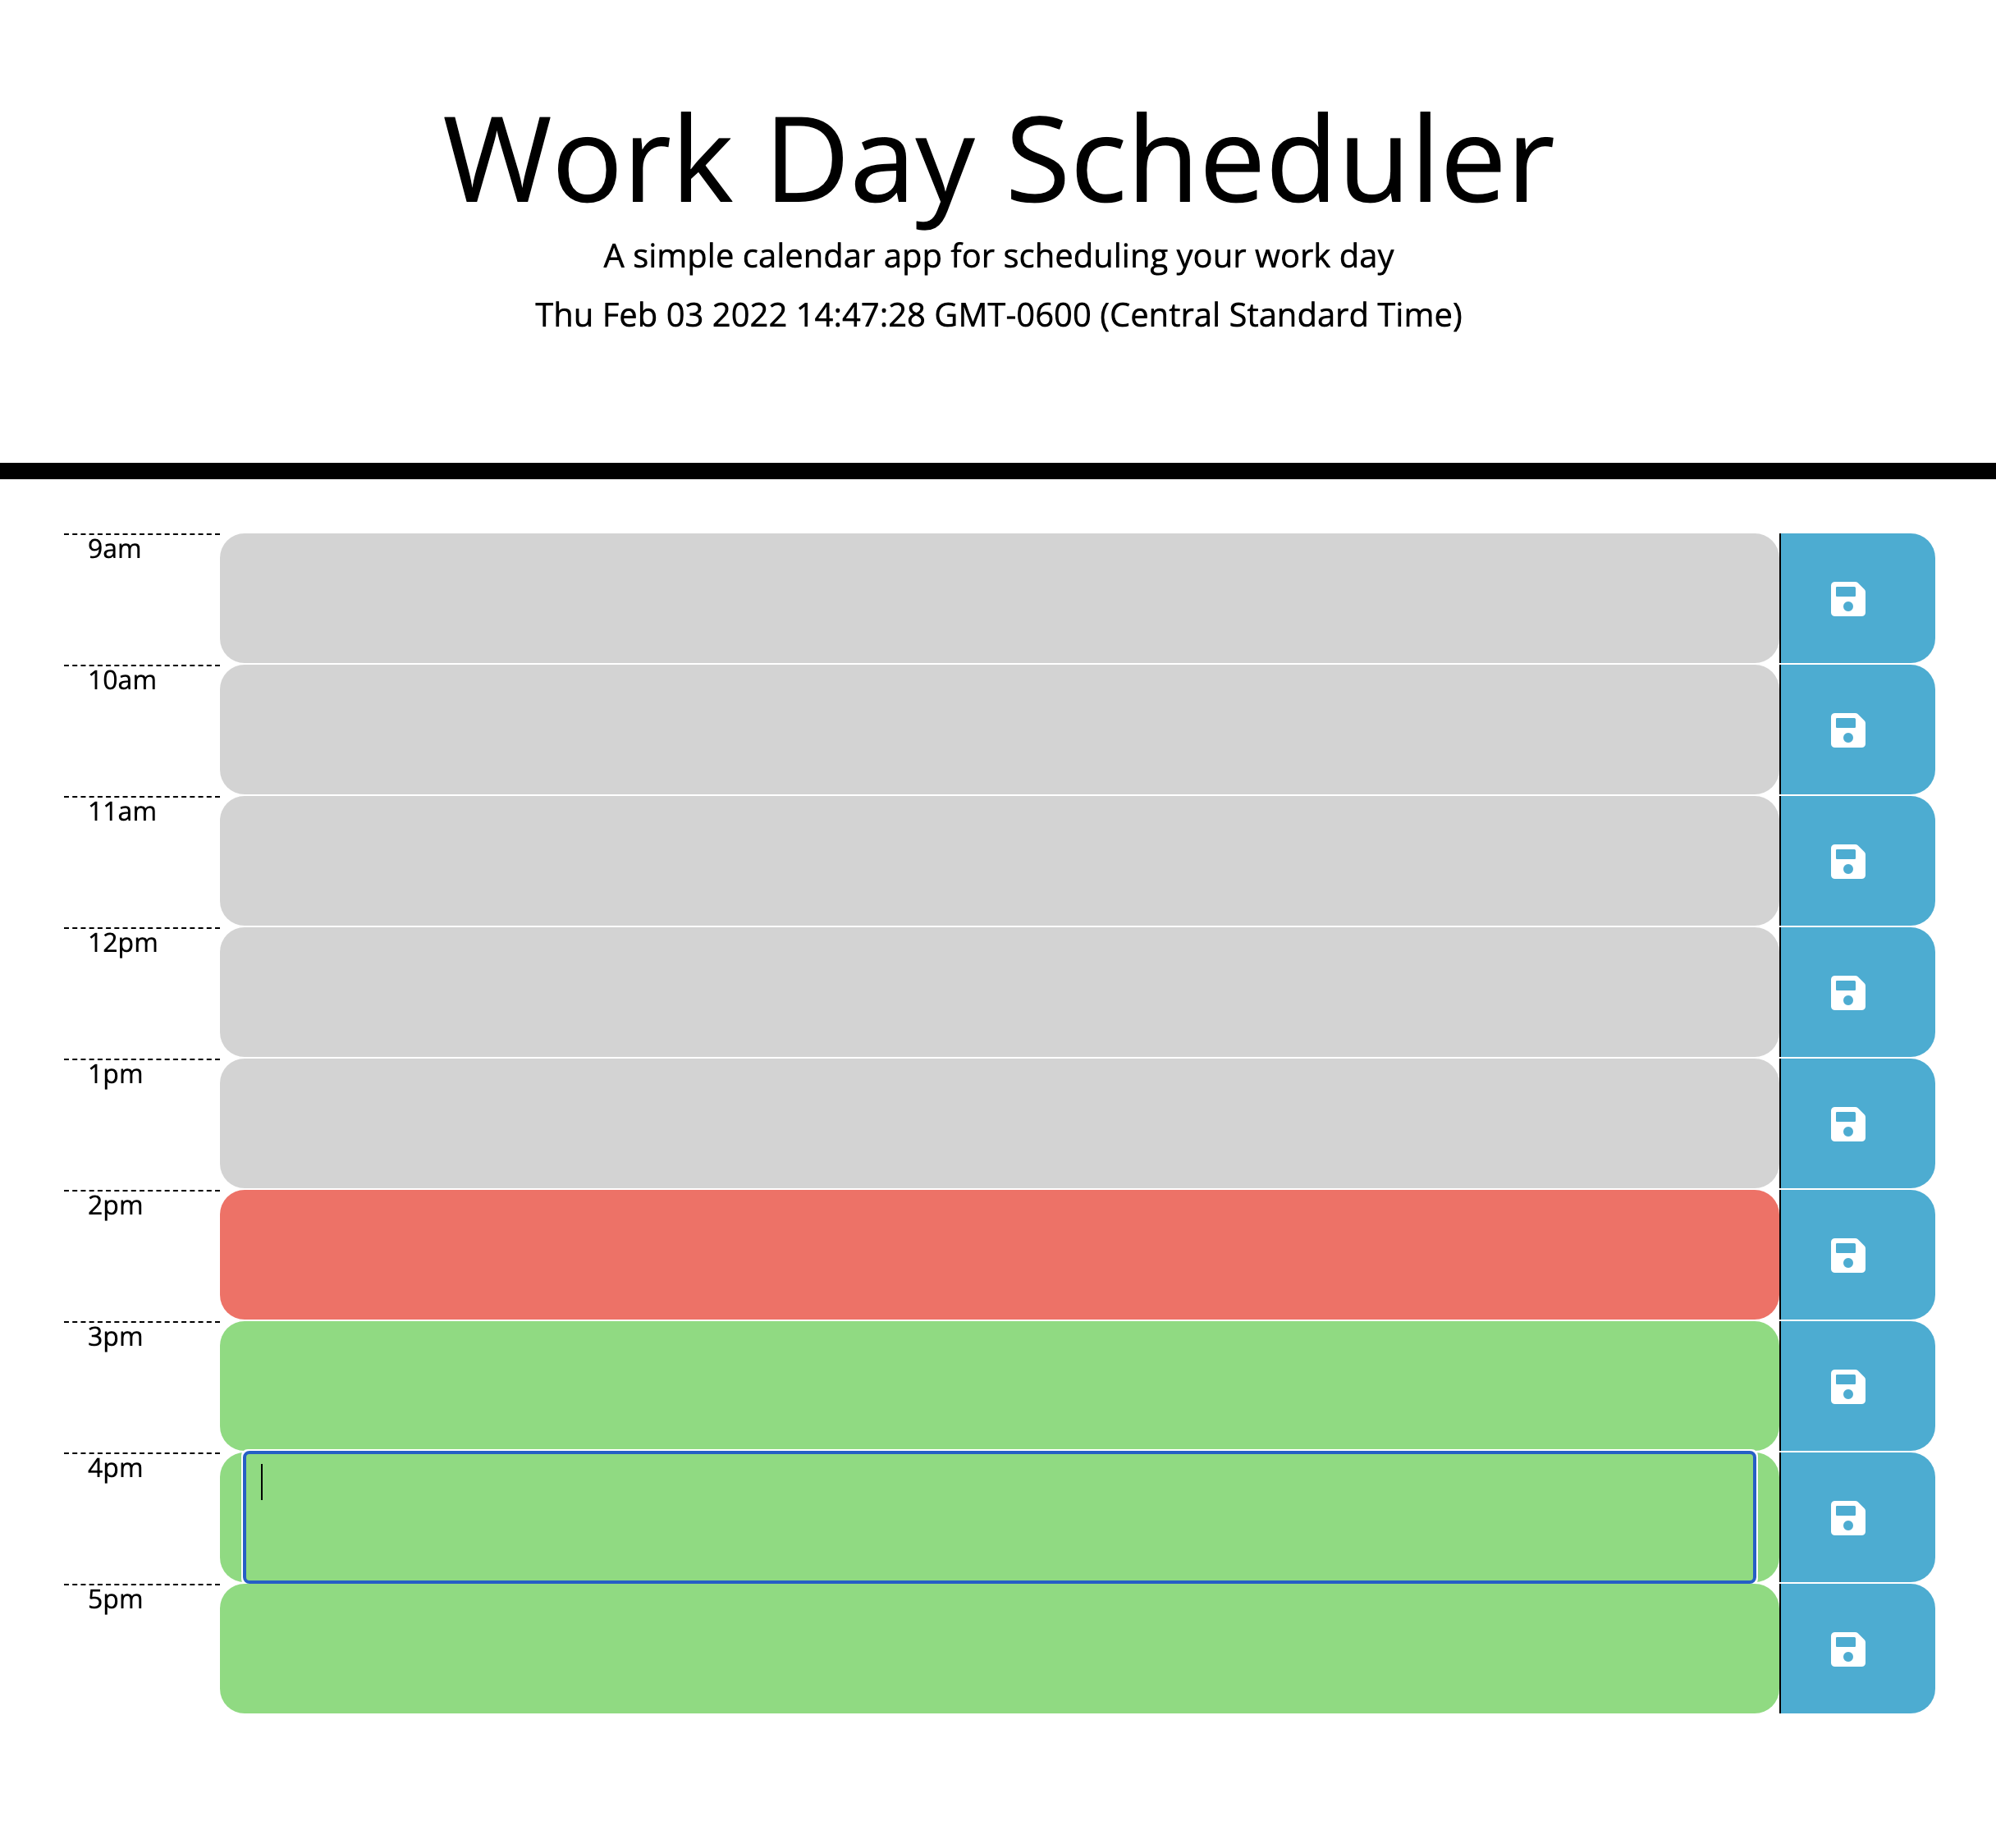 Work Day Scheduler
A simple calendar app for scheduling your work day
Thu Feb 03 2022 14:47:28 GMT-0600 (Central Standard Time)
9am
10am
11am
12pm
1pm
2pm
3pm
4pm
5pm